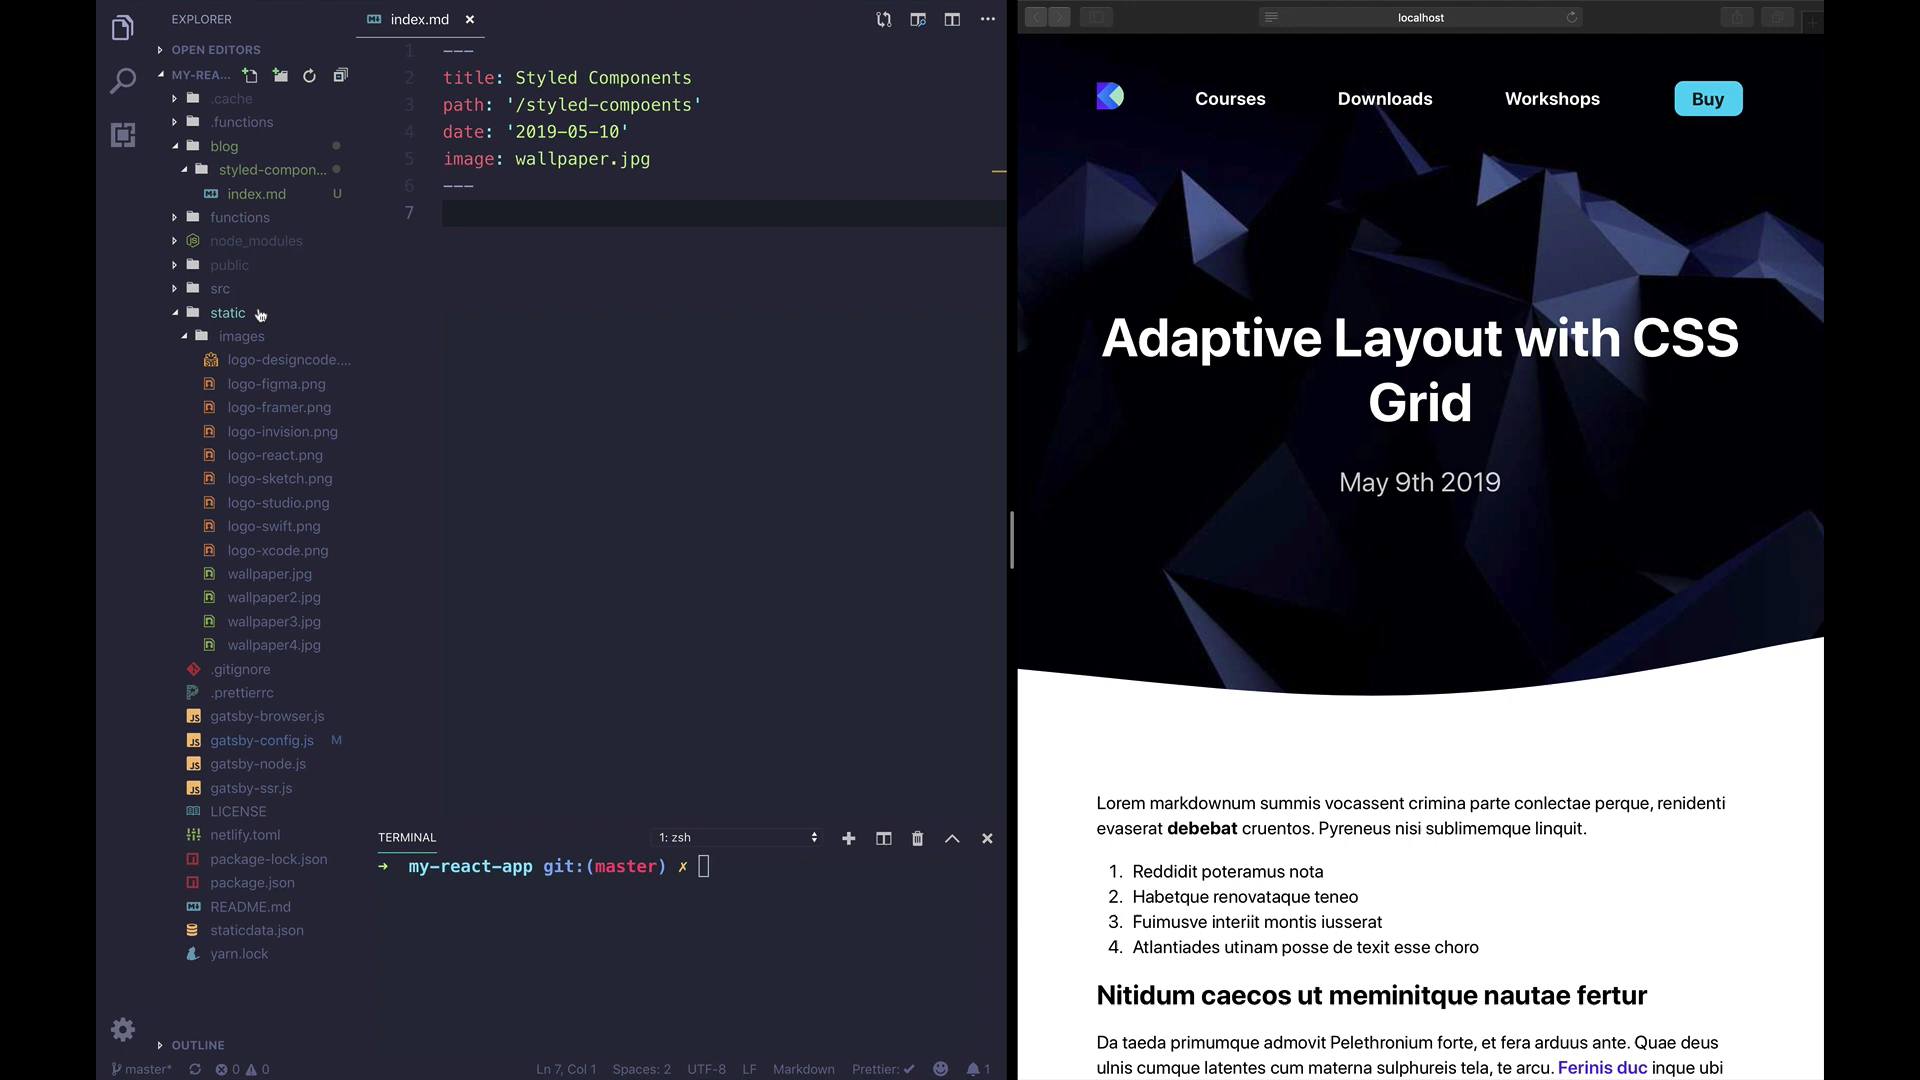 EXPLORER
OPEN EDITORS
MY-REA...
.cache
.functions
blog
styled-compon...
index.md U
functions
node_modules
public
src
static
images
logo-designcode....
logo-figma.png
logo-framer.png
logo-invision.png
logo-react.png
logo-sketch.png
logo-studio.png
logo-swift.png
logo-xcode.png
wallpaper.jpg
wallpaper2.jpg
wallpaper3.jpg
wallpaper4.jpg
.gitignore
.prettierrc
gatsby-browser.js
gatsby-config.js M
gatsby-node.js
gatsby-ssr.js
LICENSE
netlify.toml
package-lock.json
package.json
README.md
staticdata.json
yarn.lock
OUTLINE
index.md
1 ---
2 title: Styled Components
3 path: '/styled-compoents'
4 date: '2019-05-10'
5 image: wallpaper.jpg
6 ---
7
TERMINAL
1: zsh
→ my-react-app git:(master) ✗
master* 0 0 Ln 7, Col 1 Spaces: 2 UTF-8 LF Markdown Prettier: ✓ 1
localhost
Courses Downloads Workshops Buy
Adaptive Layout with CSS
Grid
May 9th 2019
Lorem markdownum summis vocassent crimina parte conlectae perque, renidenti
evaserat debebat cruentos. Pyreneus nisi sublimemque linquit.
1. Reddidit poteramus nota
2. Habetque renovataque teneo
3. Fuimusve interiit montis iusserat
4. Atlantiades utinam posse de texit esse choro
Nitidum caecos ut meminitque nautae fertur
Da taeda primumque admovit Pelethronium forte, et fera arduus ante. Quae deus
ulnis cumque latentes cum materna sulphureis tela, te arcu. Ferinis duc inque ubi